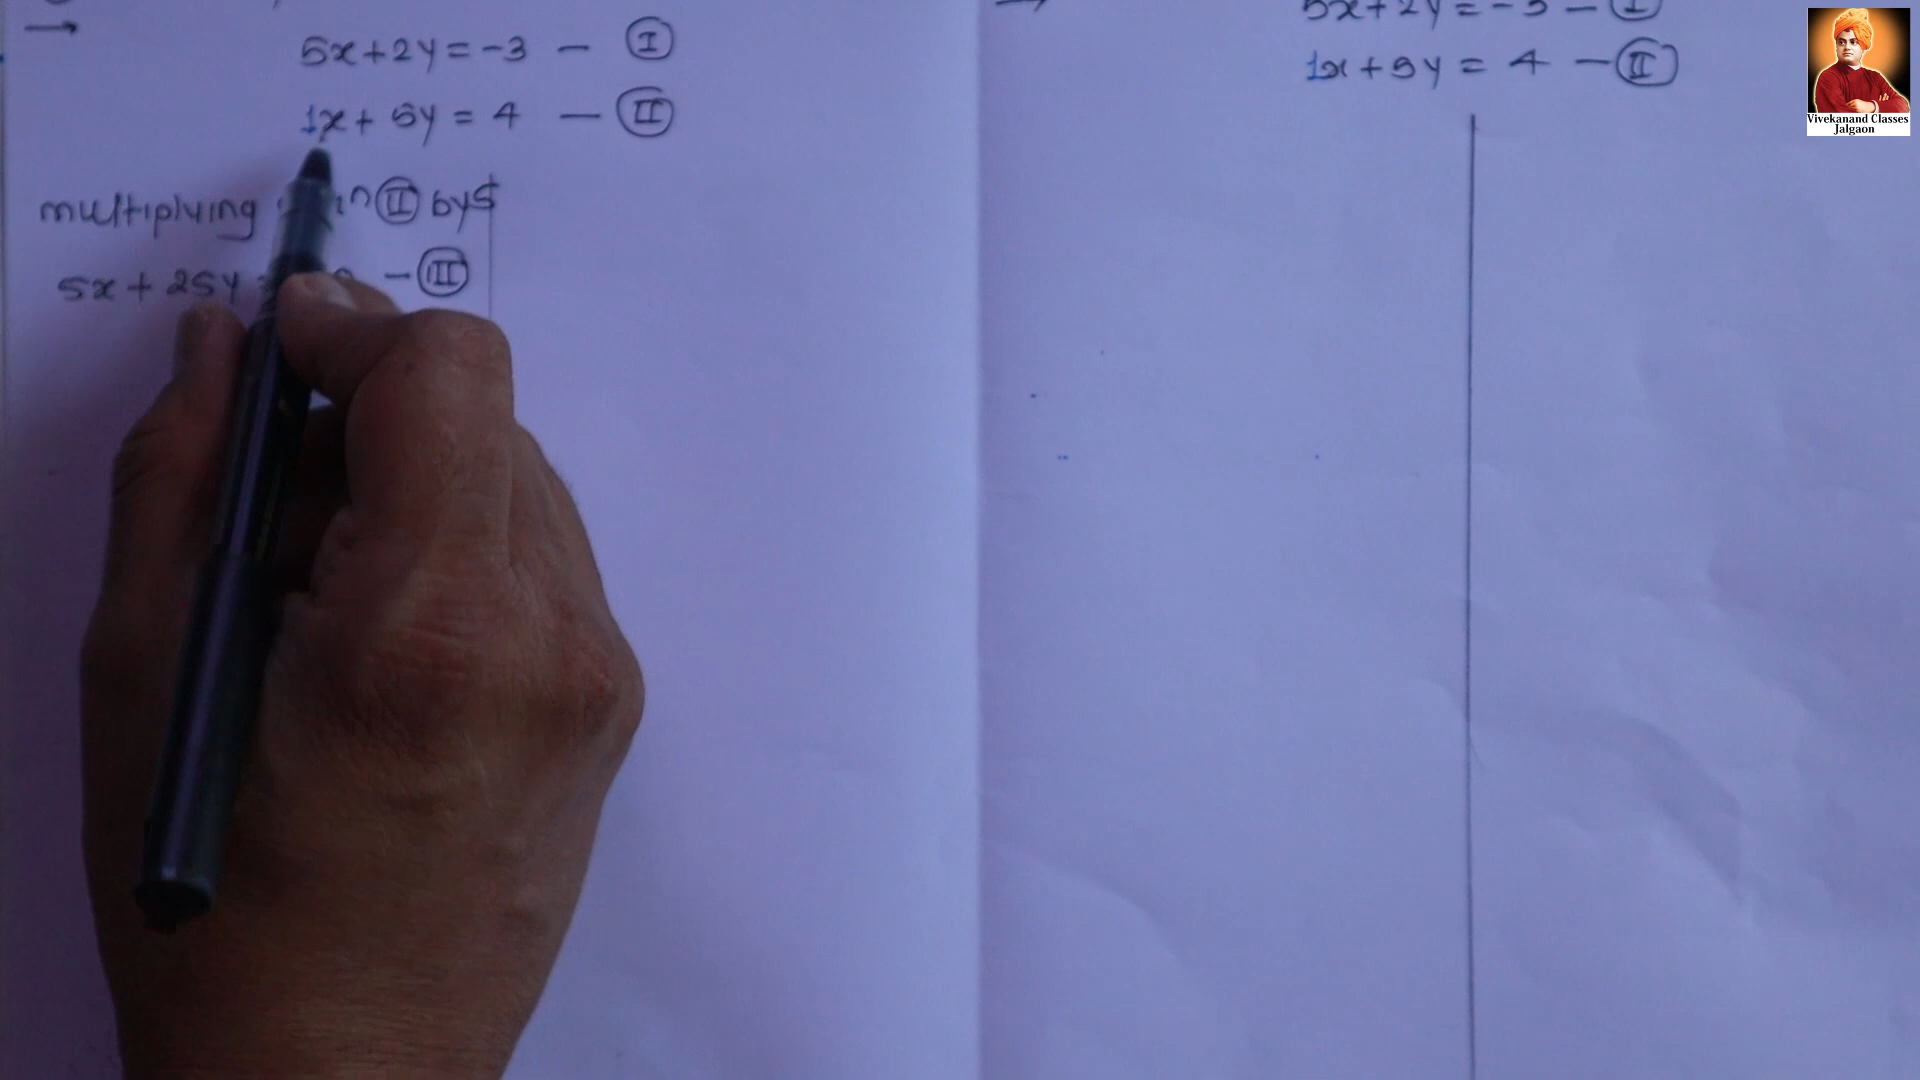 →
5x + 2y = -3 — (I)
1x + 5y = 4 — (II)
multiplying (II) by 5
5x + 25y — (III)
→
5x + 2y = -3 — (I)
1x + 5y = 4 — (II)
Vivekanand Classes
Jalgaon